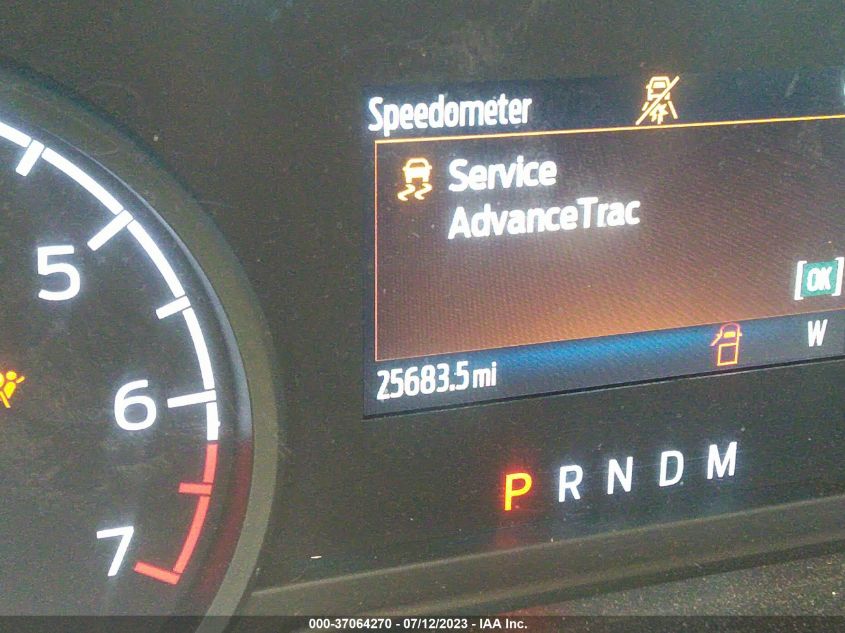 Speedometer
Service
AdvanceTrac
[OK]
25683.5 mi
W
5
6
7
P R N D M
000-37064270 - 07/12/2023 - IAA Inc.